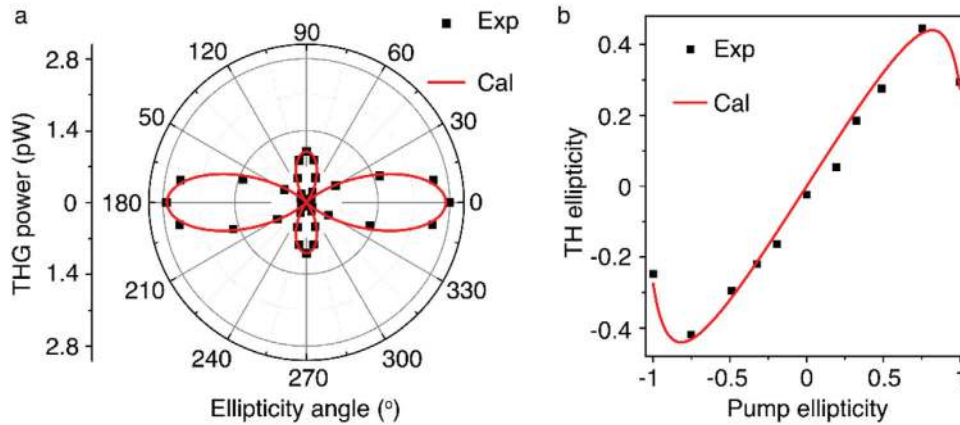 a
Exp
Cal
2.8
1.4
0
1.4
2.8
THG power (pW)
90
60
30
0
330
300
270
240
210
180
50
120
Ellipticity angle (º)
b
Exp
Cal
0.4
0.2
0
-0.2
-0.4
TH ellipticity
-1
-0.5
0
0.5
1
Pump ellipticity